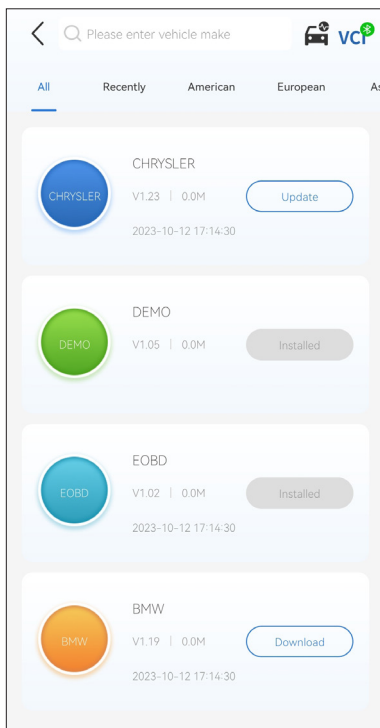 Please enter vehicle make
VCI
All Recently American European As
CHRYSLER
CHRYSLER
V1.23 | 0.0M
Update
2023-10-12 17:14:30
DEMO
DEMO
V1.05 | 0.0M
Installed
EOBD
EOBD
V1.02 | 0.0M
Installed
2023-10-12 17:14:30
BMW
BMW
V1.19 | 0.0M
Download
2023-10-12 17:14:30